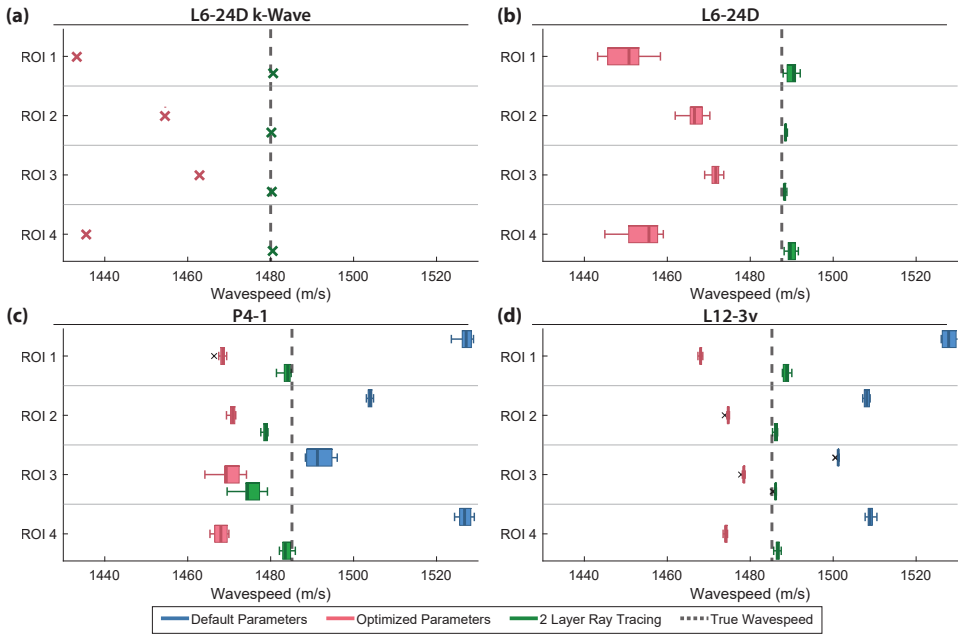 (a) L6-24D k-Wave
ROI 1
ROI 2
ROI 3
ROI 4
1440 1460 1480 1500 1520
Wavespeed (m/s)
(b) L6-24D
ROI 1
ROI 2
ROI 3
ROI 4
1440 1460 1480 1500 1520
Wavespeed (m/s)
(c) P4-1
ROI 1
ROI 2
ROI 3
ROI 4
1440 1460 1480 1500 1520
Wavespeed (m/s)
(d) L12-3v
ROI 1
ROI 2
ROI 3
ROI 4
1440 1460 1480 1500 1520
Wavespeed (m/s)
Default Parameters Optimized Parameters 2 Layer Ray Tracing True Wavespeed